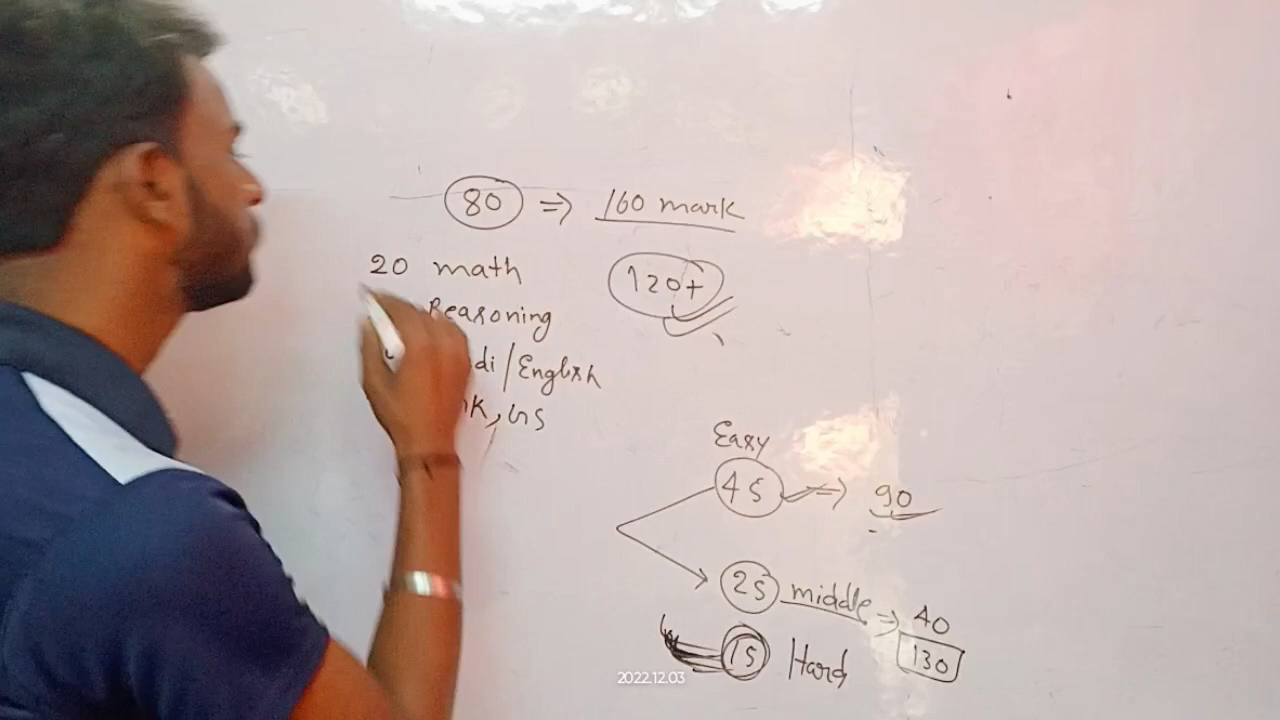 80 => 160 mark
20 math
120+
Reasoning
di/English
K, GS
Easy
45 => 90
25 middle => 40
15 Hard 130
2022.12.03